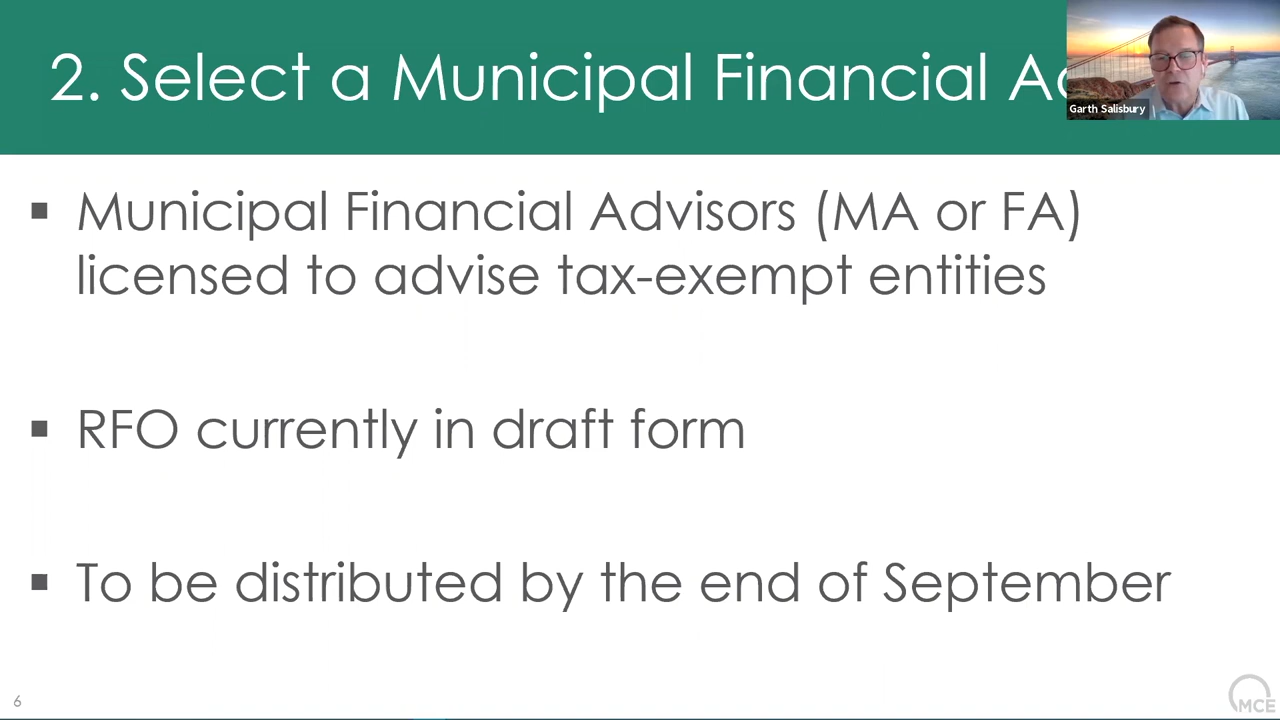 2. Select a Municipal Financial
Garth Salisbury
▪ Municipal Financial Advisors (MA or FA)
licensed to advise tax-exempt entities
▪ RFO currently in draft form
▪ To be distributed by the end of September
6
MCE